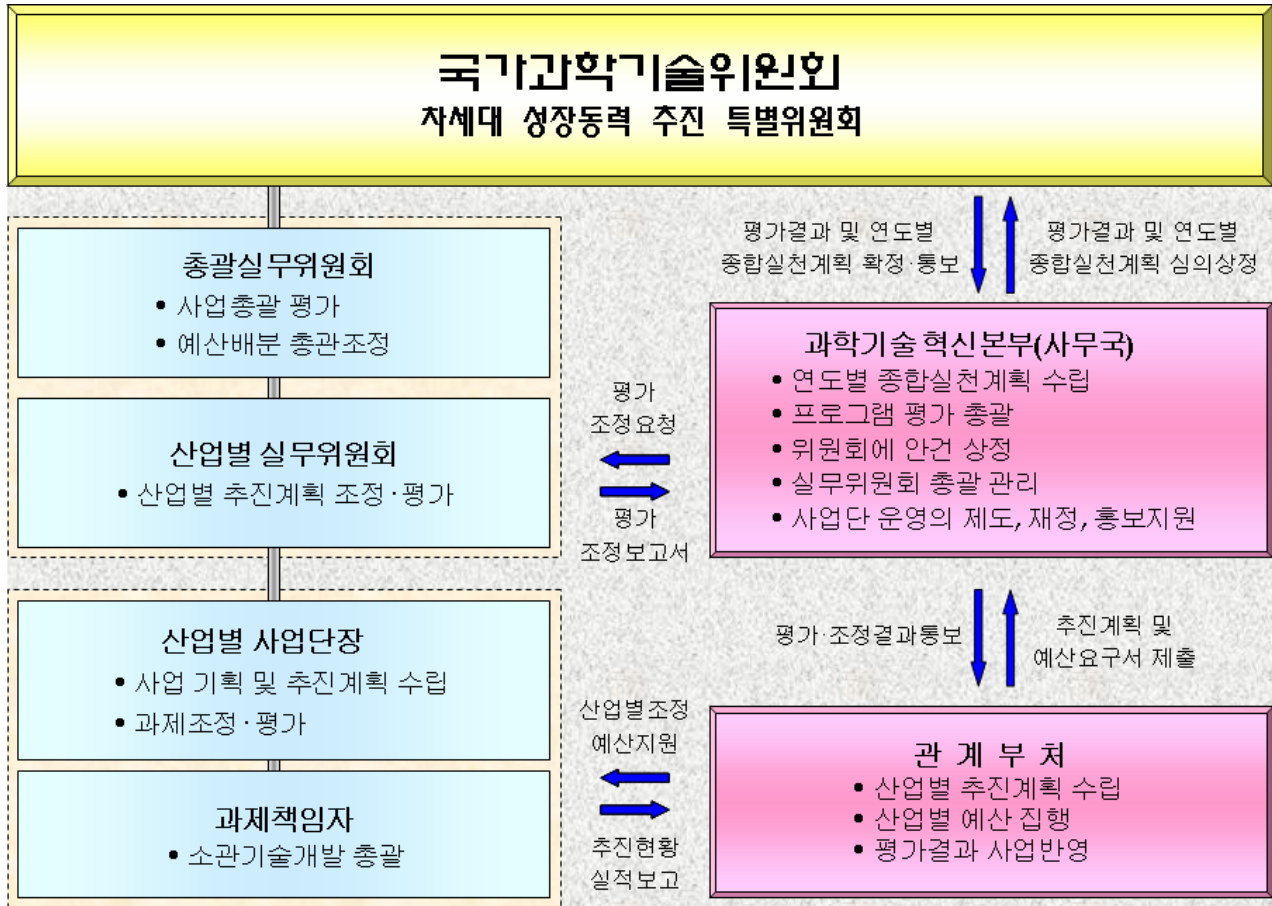 국가과학기술위원회
차세대 성장동력 추진 특별위원회
총괄실무위원회
• 사업총괄 평가
• 예산배분 총관조정
산업별 실무위원회
• 산업별 추진계획 조정·평가
평가
조정요청
평가
조정보고서
평가결과 및 연도별
종합실천계획 확정·통보
평가결과 및 연도별
종합실천계획 심의상정
과학기술혁신본부(사무국)
• 연도별 종합실천계획 수립
• 프로그램 평가 총괄
• 위원회에 안건 상정
• 실무위원회 총괄 관리
• 사업단 운영의 제도, 재정, 홍보지원
산업별 사업단장
• 사업 기획 및 추진계획 수립
• 과제조정·평가
과제책임자
• 소관기술개발 총괄
산업별조정
예산지원
추진현황
실적보고
평가·조정결과통보
추진계획 및
예산요구서 제출
관 계 부 처
• 산업별 추진계획 수립
• 산업별 예산 집행
• 평가결과 사업반영